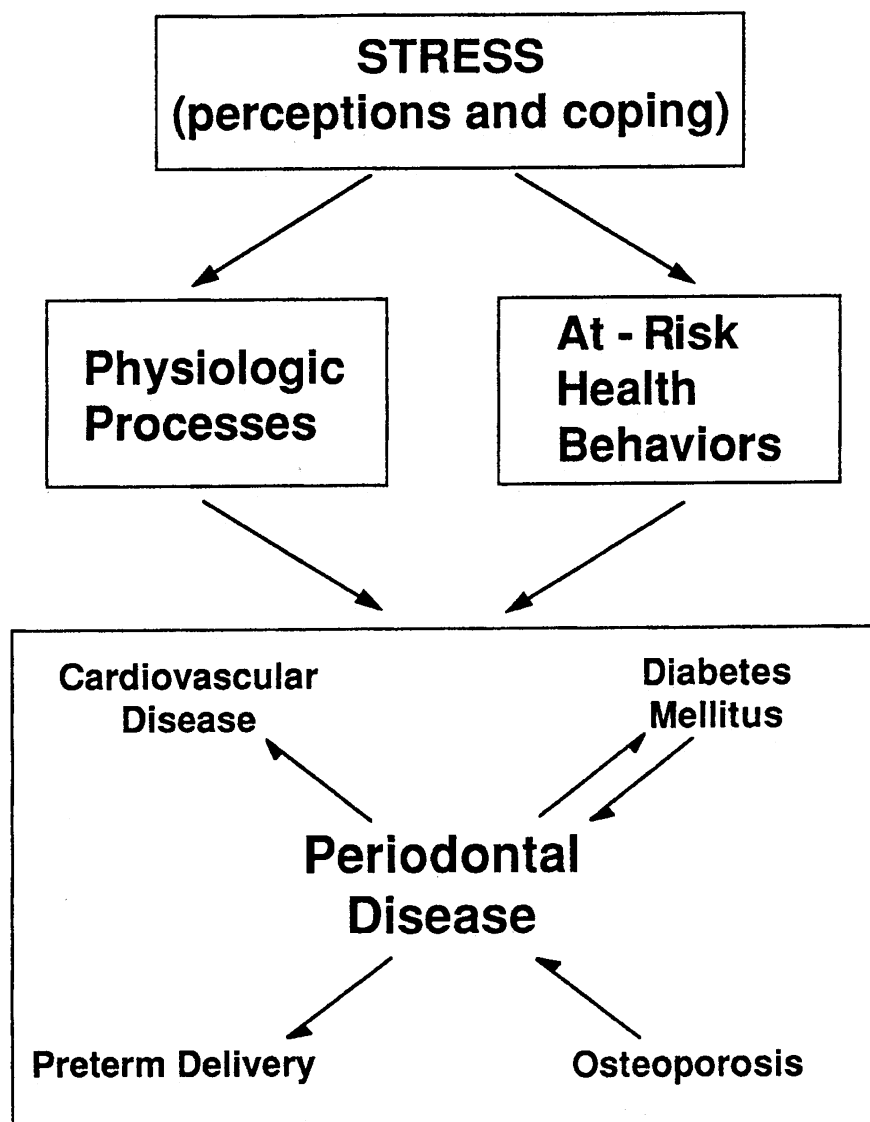 STRESS
(perceptions and coping)
Physiologic
Processes
At - Risk
Health
Behaviors
Cardiovascular
Disease
Diabetes
Mellitus
Periodontal
Disease
Preterm Delivery
Osteoporosis